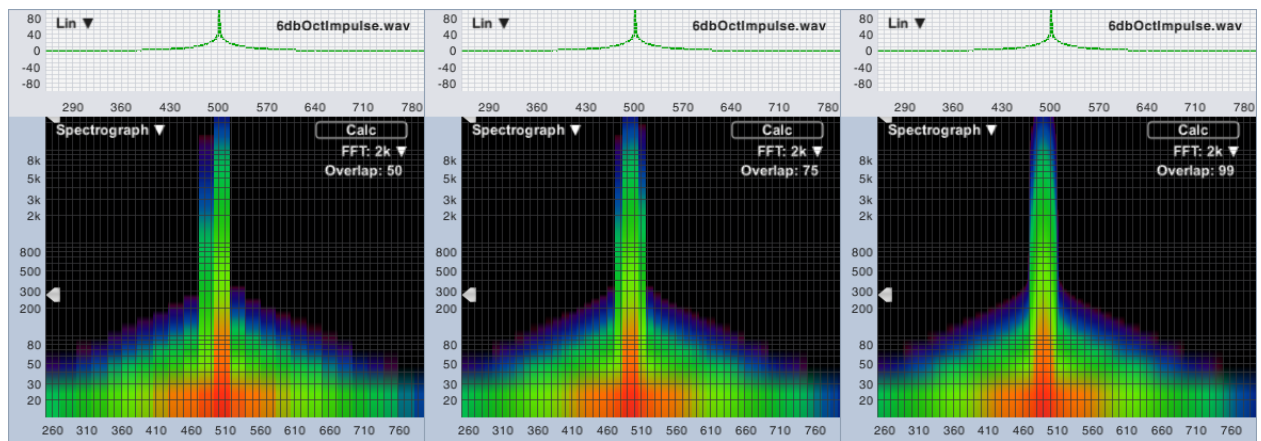 80 Lin ▼ 6dbOctImpulse.wav
40
0
-40
-80
290 360 430 500 570 640 710 780
Spectrograph ▼ Calc
FFT: 2k ▼
Overlap: 50
8k
5k
3k
2k
800
500
300
200
80
50
30
20
260 310 360 410 460 510 560 610 660 710 760
80 Lin ▼ 6dbOctImpulse.wav
40
0
-40
-80
290 360 430 500 570 640 710 780
Spectrograph ▼ Calc
FFT: 2k ▼
Overlap: 75
8k
5k
3k
2k
800
500
300
200
80
50
30
20
260 310 360 410 460 510 560 610 660 710 760
80 Lin ▼ 6dbOctImpulse.wav
40
0
-40
-80
290 360 430 500 570 640 710 780
Spectrograph ▼ Calc
FFT: 2k ▼
Overlap: 99
8k
5k
3k
2k
800
500
300
200
80
50
30
20
260 310 360 410 460 510 560 610 660 710 760